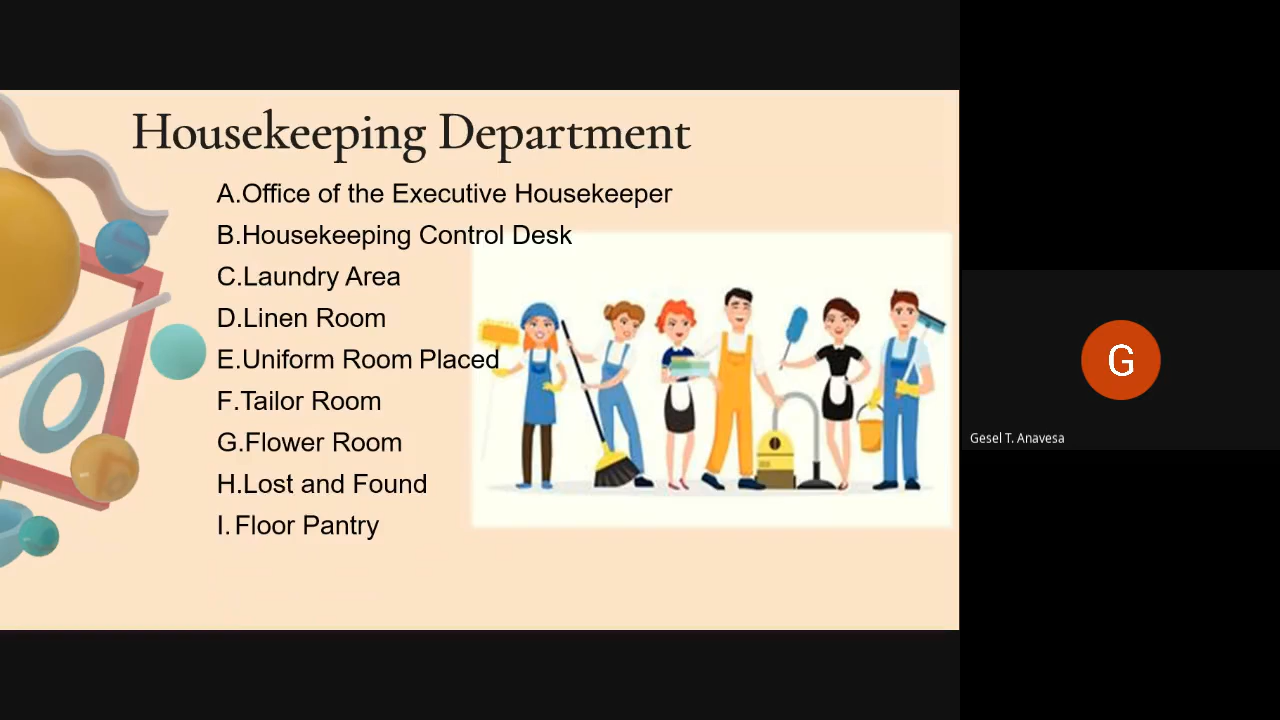 Housekeeping Department
A.Office of the Executive Housekeeper
B.Housekeeping Control Desk
C.Laundry Area
D.Linen Room
E.Uniform Room Placed
F.Tailor Room
G.Flower Room
H.Lost and Found
I. Floor Pantry
G
Gesel T. Anavesa